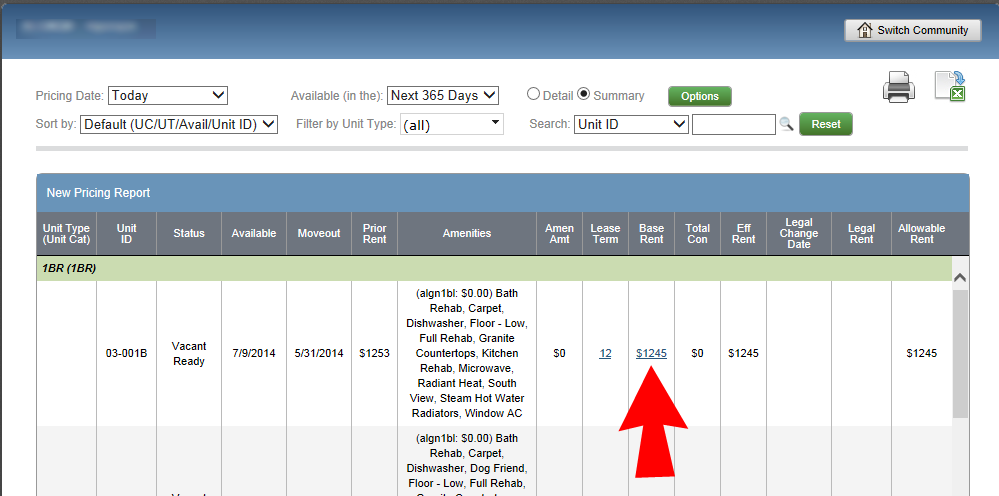 Switch Community
Pricing Date: Today Available (in the): Next 365 Days Detail Summary Options
Sort by: Default (UC/UT/Avail/Unit ID) Filter by Unit Type: (all) Search: Unit ID Reset
New Pricing Report
Unit Type (Unit Cat) Unit ID Status Available Moveout Prior Rent Amenities Amen Amt Lease Term Base Rent Total Con Eff Rent Legal Change Date Legal Rent Allowable Rent
1BR (1BR)
(algn1bl: $0.00) Bath
Rehab, Carpet,
Dishwasher, Floor - Low,
Full Rehab, Granite
03-001B Vacant Ready 7/9/2014 5/31/2014 $1253 Countertops, Kitchen $0 12 $1245 $0 $1245 $1245
Rehab, Microwave,
Radiant Heat, South
View, Steam Hot Water
Radiators, Window AC
(algn1bl: $0.00) Bath
Rehab, Carpet,
Dishwasher, Dog Friend,
Floor - Low, Full Rehab,